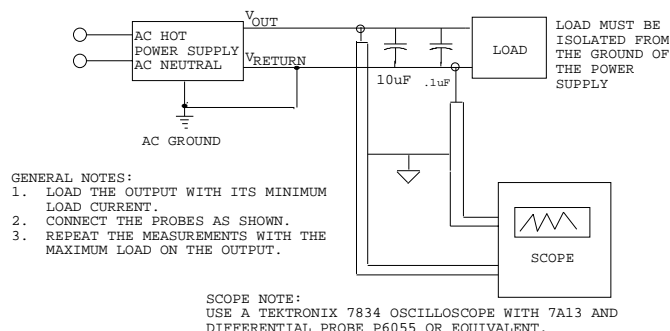 V OUT
AC HOT
POWER SUPPLY
AC NEUTRAL
V RETURN
10uF
.1uF
LOAD
LOAD MUST BE
ISOLATED FROM
THE GROUND OF
THE POWER
SUPPLY
AC GROUND
GENERAL NOTES:
1. LOAD THE OUTPUT WITH ITS MINIMUM
LOAD CURRENT.
2. CONNECT THE PROBES AS SHOWN.
3. REPEAT THE MEASUREMENTS WITH THE
MAXIMUM LOAD ON THE OUTPUT.
SCOPE
SCOPE NOTE:
USE A TEKTRONIX 7834 OSCILLOSCOPE WITH 7A13 AND
DIFFERENTIAL PROBE P6055 OR EQUIVALENT.